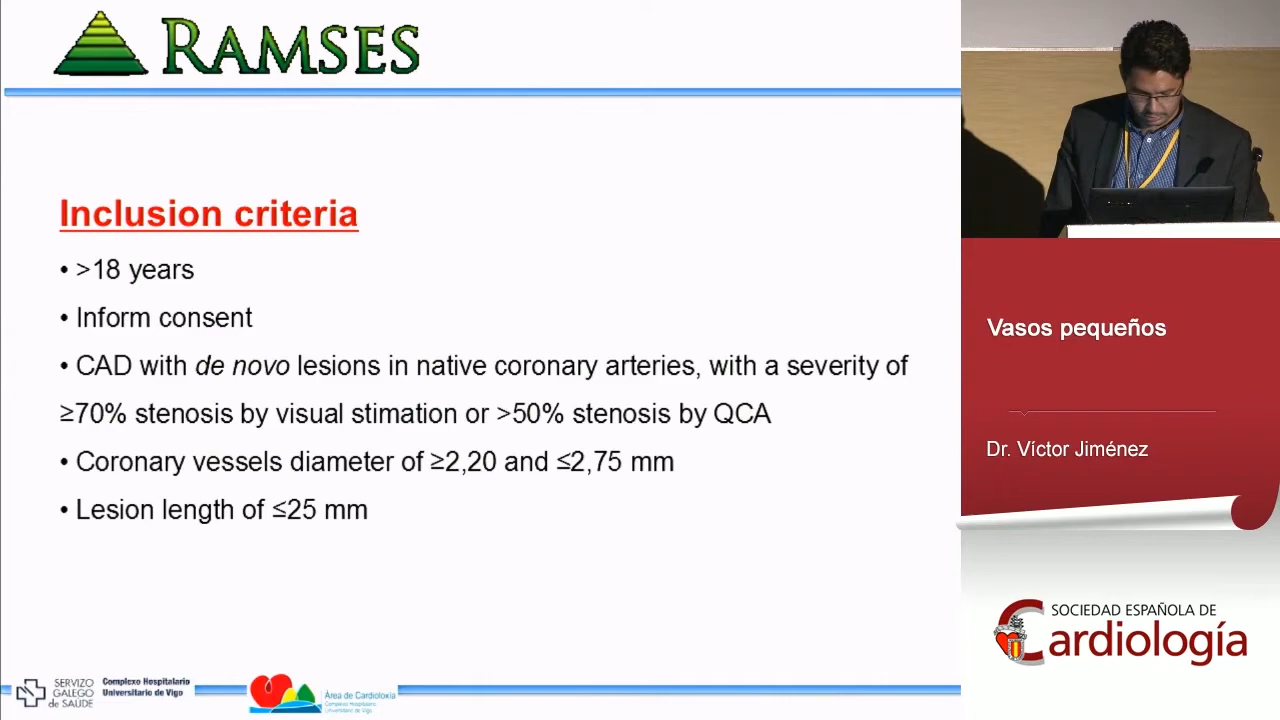 RAMSES
Inclusion criteria
• >18 years
• Inform consent
• CAD with de novo lesions in native coronary arteries, with a severity of
≥70% stenosis by visual stimation or >50% stenosis by QCA
• Coronary vessels diameter of ≥2,20 and ≤2,75 mm
• Lesion length of ≤25 mm
SERVIZO
GALEGO
de SAÚDE
Complexo Hospitalario
Universitario de Vigo
Área de Cardioloxía
Complexo Hospitalario
Universitario de Vigo
Vasos pequeños
Dr. Víctor Jiménez
SOCIEDAD ESPAÑOLA DE
Cardiología